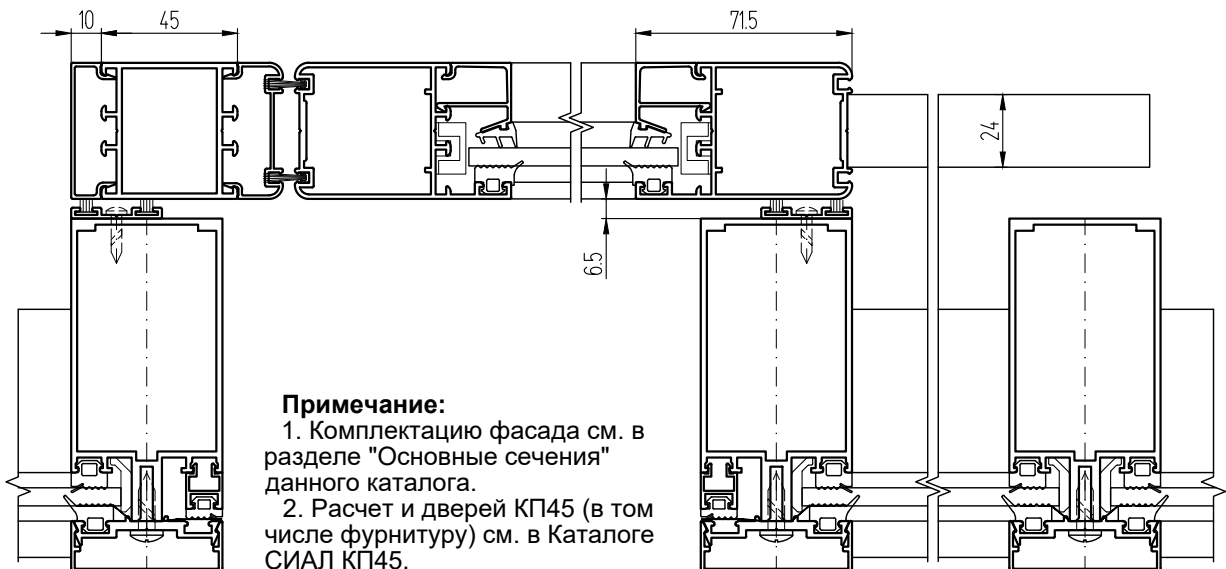 10
45
71.5
24
6.5
Примечание:
1. Комплектацию фасада см. в
разделе "Основные сечения"
данного каталога.
2. Расчет и дверей КП45 (в том
числе фурнитуру) см. в Каталоге
СИАЛ КП45.